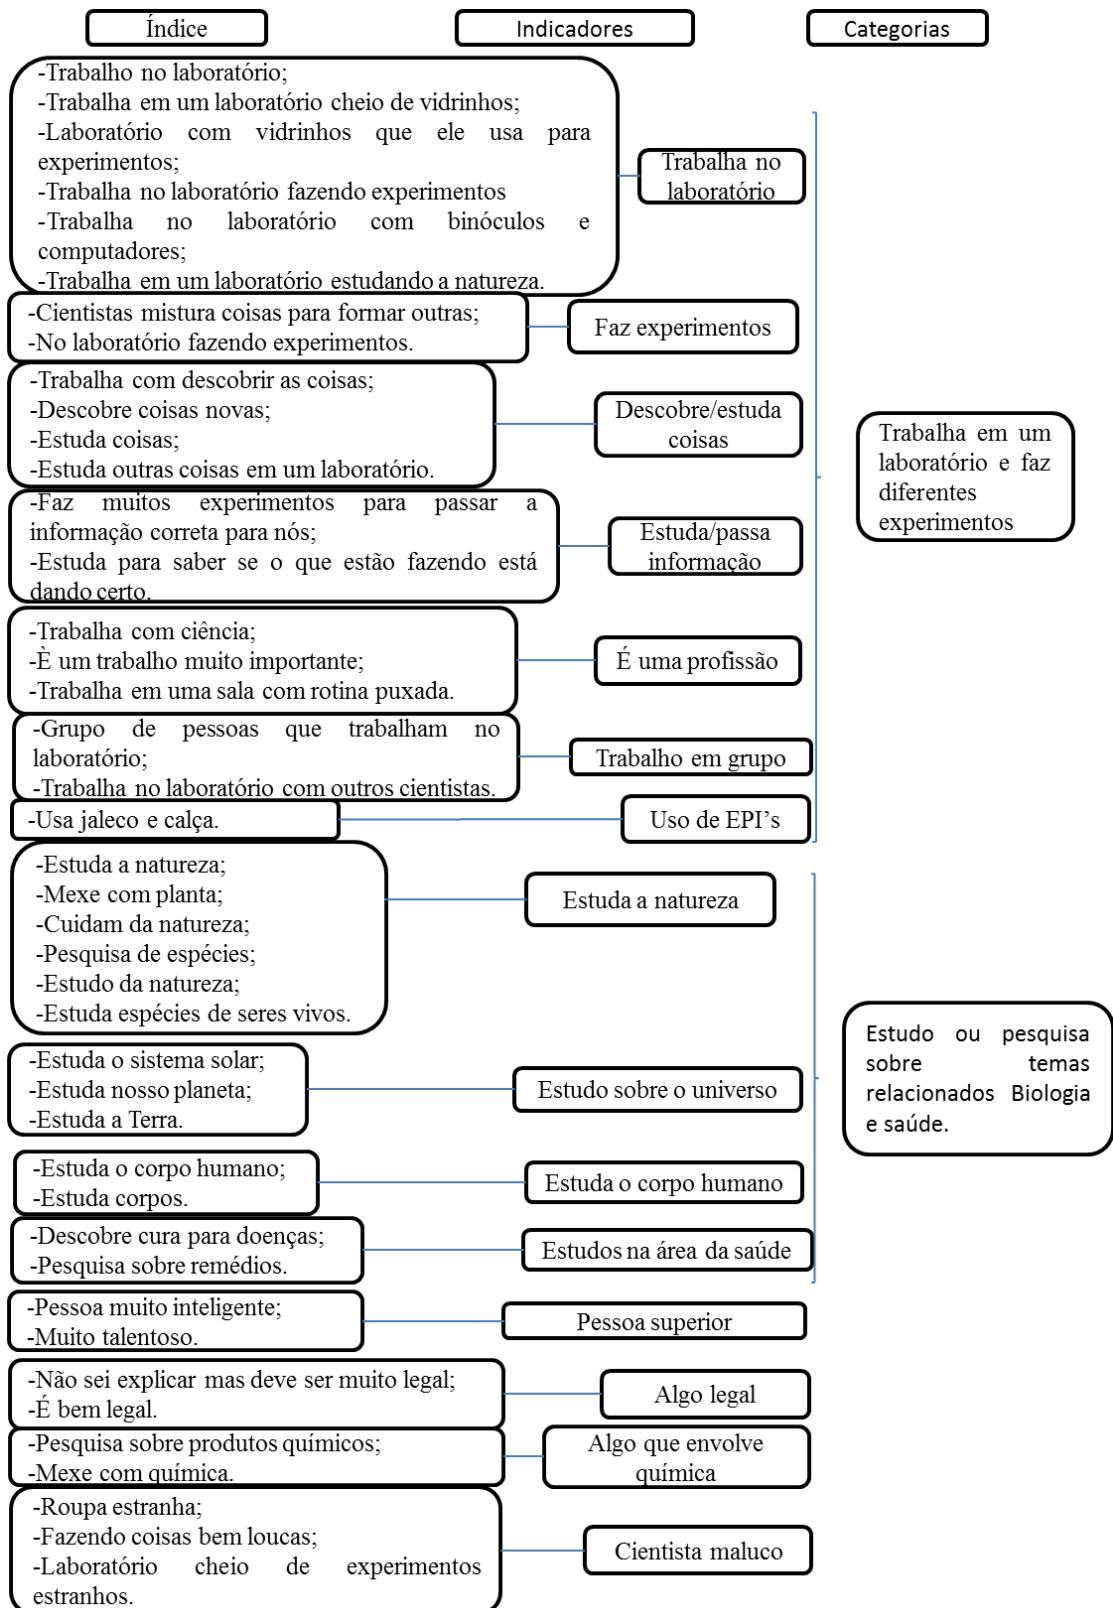 Índice
Indicadores
Categorias
-Trabalho no laboratório;
-Trabalha em um laboratório cheio de vidrinhos;
-Laboratório com vidrinhos que ele usa para
experimentos;
-Trabalha no laboratório fazendo experimentos
-Trabalha no laboratório com binóculos e
computadores;
-Trabalha em um laboratório estudando a natureza.
Trabalha no
laboratório
-Cientistas mistura coisas para formar outras;
-No laboratório fazendo experimentos.
Faz experimentos
-Trabalha com descobrir as coisas;
-Descobre coisas novas;
-Estuda coisas;
-Estuda outras coisas em um laboratório.
Descobre/estuda
coisas
-Faz muitos experimentos para passar a
informação correta para nós;
-Estuda para saber se o que estão fazendo está
dando certo.
Estuda/passa
informação
-Trabalha com ciência;
-È um trabalho muito importante;
-Trabalha em uma sala com rotina puxada.
É uma profissão
-Grupo de pessoas que trabalham no
laboratório;
-Trabalha no laboratório com outros cientistas.
Trabalho em grupo
-Usa jaleco e calça.
Uso de EPI’s
Trabalha em um
laboratório e faz
diferentes
experimentos
-Estuda a natureza;
-Mexe com planta;
-Cuidam da natureza;
-Pesquisa de espécies;
-Estudo da natureza;
-Estuda espécies de seres vivos.
Estuda a natureza
-Estuda o sistema solar;
-Estuda nosso planeta;
-Estuda a Terra.
Estudo sobre o universo
-Estuda o corpo humano;
-Estuda corpos.
Estuda o corpo humano
-Descobre cura para doenças;
-Pesquisa sobre remédios.
Estudos na área da saúde
Estudo ou pesquisa
sobre temas
relacionados Biologia
e saúde.
-Pessoa muito inteligente;
-Muito talentoso.
Pessoa superior
-Não sei explicar mas deve ser muito legal;
-É bem legal.
Algo legal
-Pesquisa sobre produtos químicos;
-Mexe com química.
Algo que envolve
química
-Roupa estranha;
-Fazendo coisas bem loucas;
-Laboratório cheio de experimentos
estranhos.
Cientista maluco